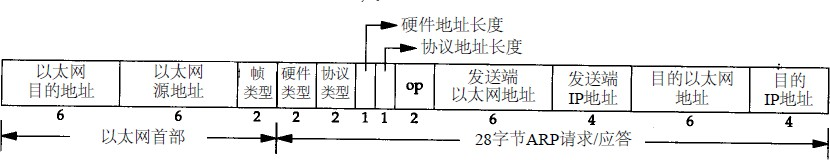 硬件地址长度
协议地址长度
以太网
目的地址
以太网
源地址
帧
类型
硬件
类型
协议
类型
op
发送端
以太网地址
发送端
IP地址
目的以太网
地址
目的
IP地址
6
6
2
2
2
1
1
2
6
4
6
4
以太网首部
28字节ARP请求/应答